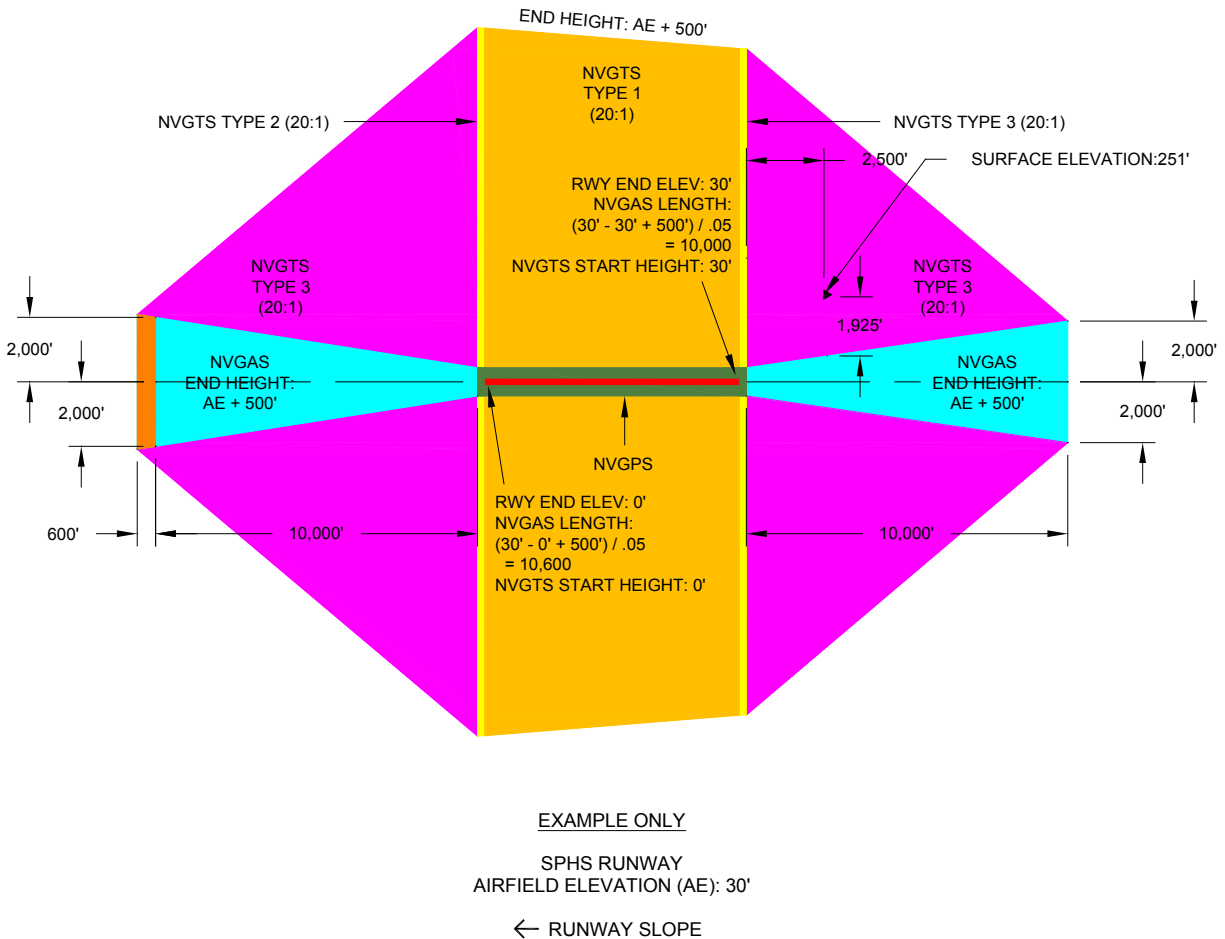 END HEIGHT: AE + 500'
NVGTS
TYPE 1
(20:1)
NVGTS TYPE 2 (20:1)
NVGTS TYPE 3 (20:1)
2,500'
SURFACE ELEVATION:251'
RWY END ELEV: 30'
NVGAS LENGTH:
(30' - 30' + 500') / .05
= 10,000
NVGTS START HEIGHT: 30'
NVGTS
TYPE 3
(20:1)
NVGTS
TYPE 3
(20:1)
1,925'
2,000'
2,000'
NVGAS
END HEIGHT:
AE + 500'
NVGAS
END HEIGHT:
AE + 500'
2,000'
2,000'
NVGPS
RWY END ELEV: 0'
NVGAS LENGTH:
(30' - 0' + 500') / .05
= 10,600
NVGTS START HEIGHT: 0'
600'
10,000'
10,000'
EXAMPLE ONLY
SPHS RUNWAY
AIRFIELD ELEVATION (AE): 30'
← RUNWAY SLOPE